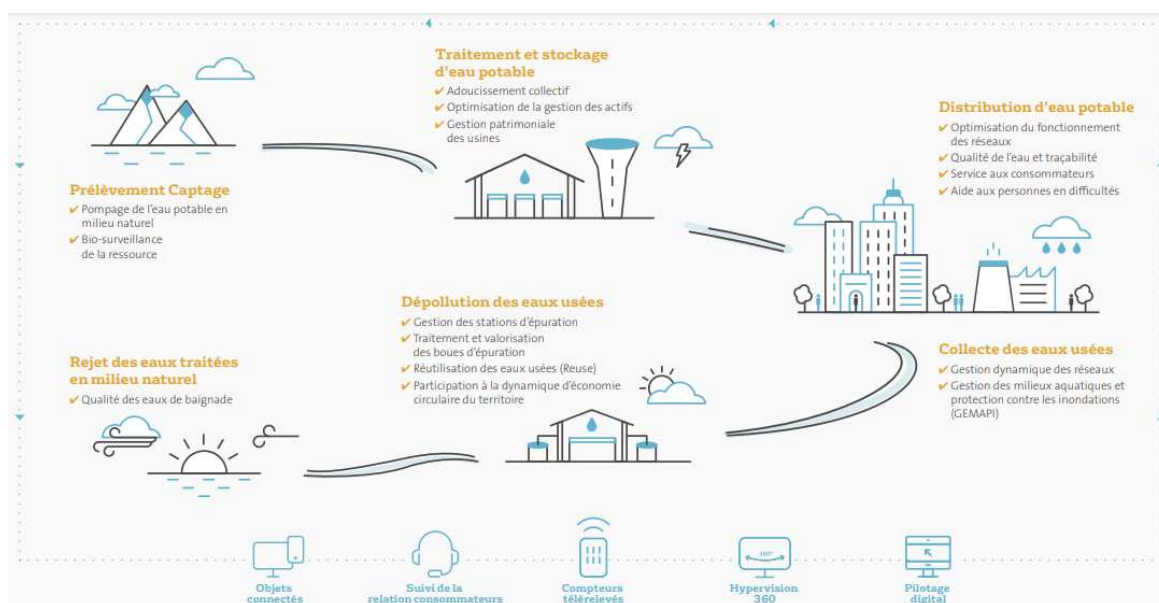 Traitement et stockage
d'eau potable
✔ Adoucissement collectif
✔ Optimisation de la gestion des actifs
✔ Gestion patrimoniale
des usines
Distribution d'eau potable
✔ Optimisation du fonctionnement
des réseaux
✔ Qualité de l'eau et traçabilité
✔ Service aux consommateurs
✔ Aide aux personnes en difficultés
Prélèvement Captage
✔ Pompage de l'eau potable en
milieu naturel
✔ Bio-surveillance
de la ressource
Dépollution des eaux usées
✔ Gestion des stations d'épuration
✔ Traitement et valorisation
des boues d'épuration
✔ Réutilisation des eaux usées (Reuse)
✔ Participation à la dynamique d'économie
circulaire du territoire
Collecte des eaux usées
✔ Gestion dynamique des réseaux
✔ Gestion des milieux aquatiques et
protection contre les inondations
(GEMAPI)
Rejet des eaux traitées
en milieu naturel
✔ Qualité des eaux de baignade
360°
Objets
connectés
Suivi de la
relation consommateurs
Compteurs
télérelevés
Hypervision
360
Pilotage
digital